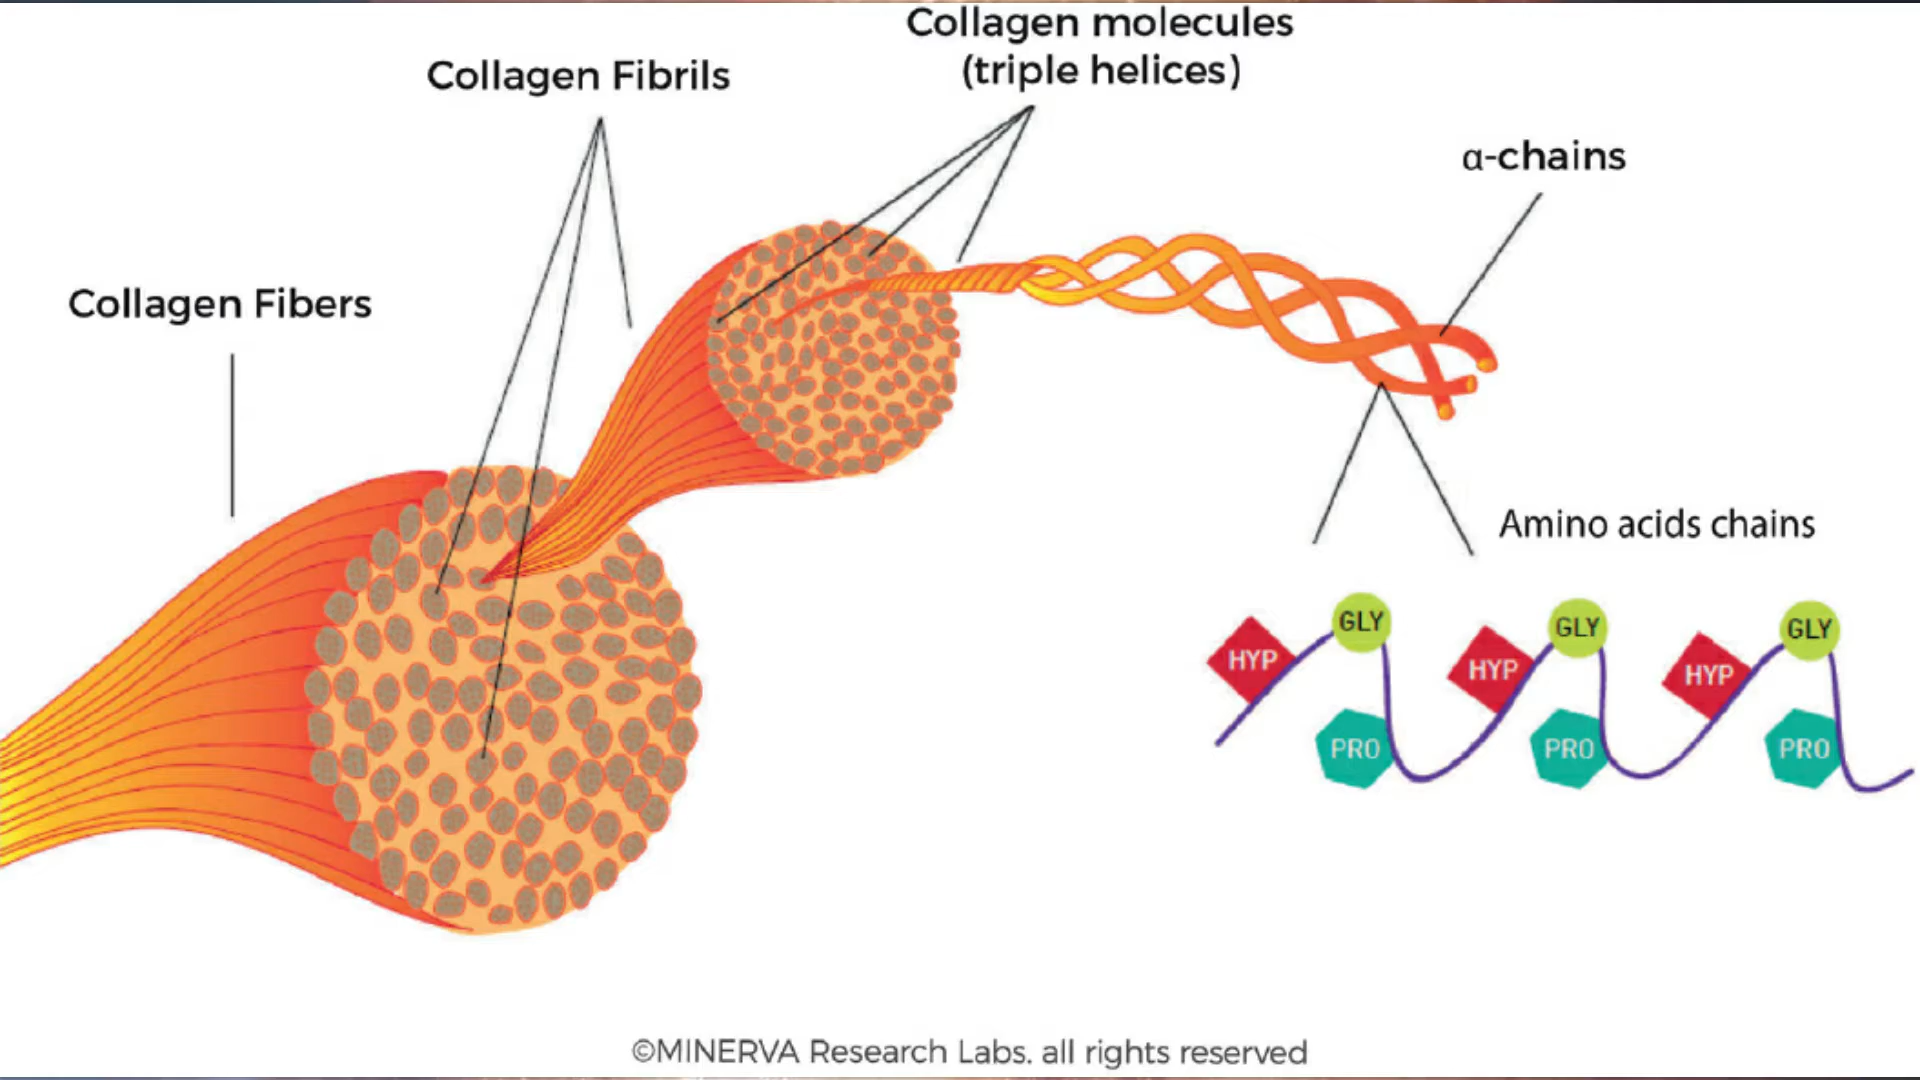 Collagen molecules
(triple helices)
Collagen Fibrils
α-chains
Collagen Fibers
Amino acids chains
HYP
GLY
PRO
HYP
GLY
PRO
HYP
GLY
PRO
©MINERVA Research Labs. all rights reserved